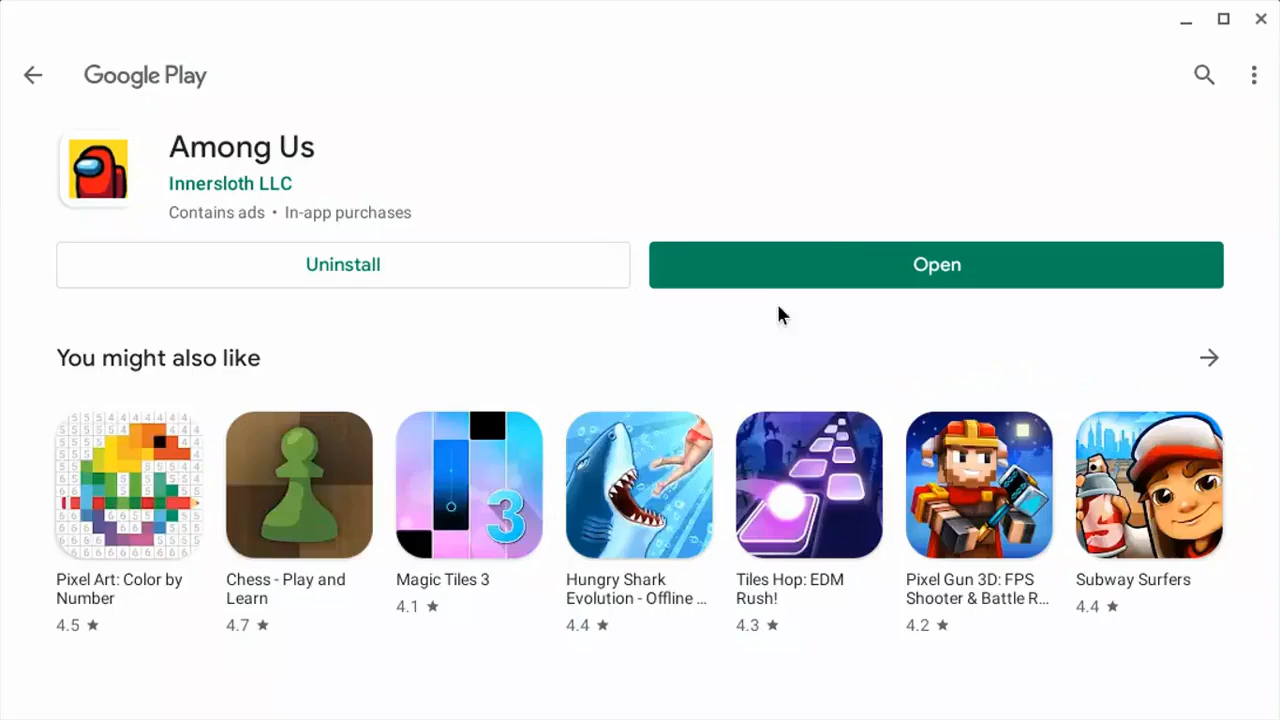 Google Play
Among Us
Innersloth LLC
Contains ads • In-app purchases
Uninstall
Open
You might also like
Pixel Art: Color by
Number
4.5 ★
Chess - Play and
Learn
4.7 ★
3
Magic Tiles 3
4.1 ★
Hungry Shark
Evolution - Offline ...
4.4 ★
Tiles Hop: EDM
Rush!
4.3 ★
Pixel Gun 3D: FPS
Shooter & Battle R...
4.2 ★
Subway Surfers
4.4 ★